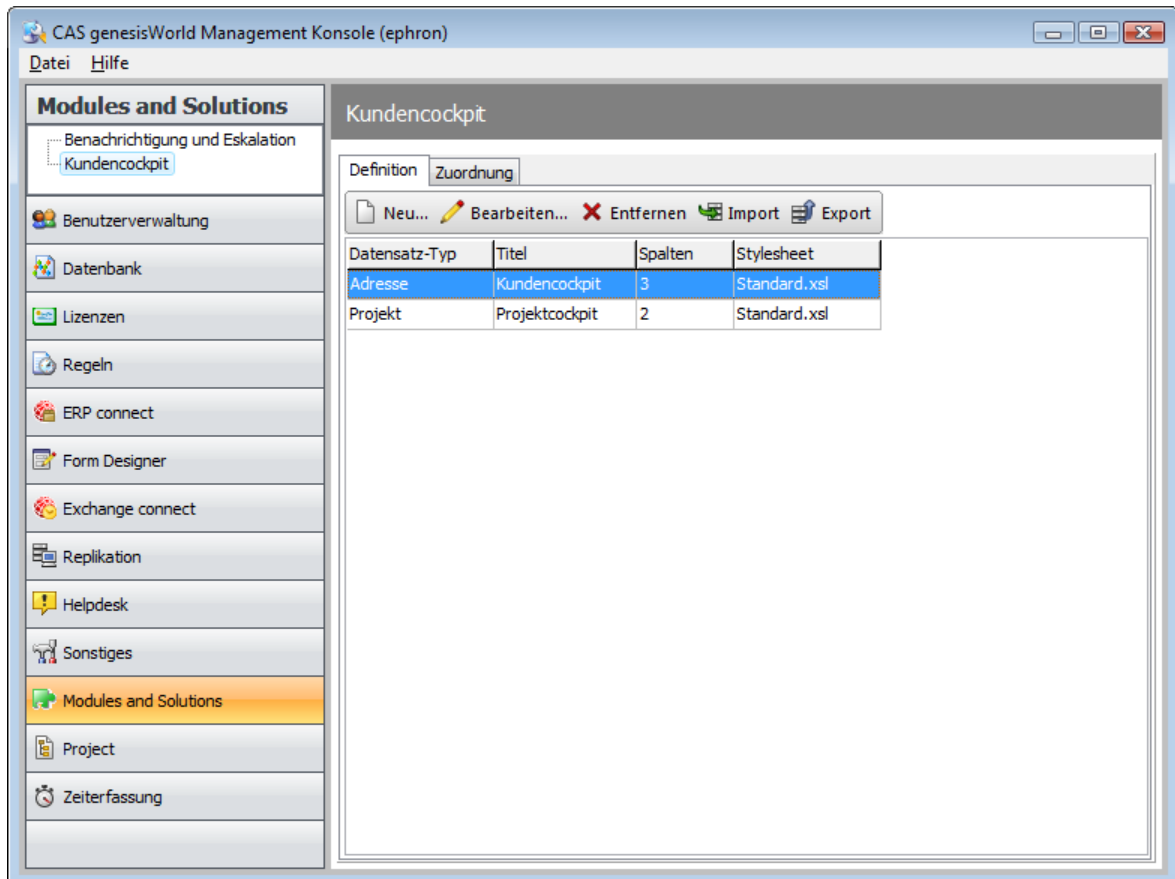 CAS genesisWorld Management Konsole (ephron)
Datei Hilfe
Modules and Solutions
Benachrichtigung und Eskalation
Kundencockpit
Benutzerverwaltung
Datenbank
Lizenzen
Regeln
ERP connect
Form Designer
Exchange connect
Replikation
Helpdesk
Sonstiges
Modules and Solutions
Project
Zeiterfassung
Kundencockpit
Definition Zuordnung
Neu... Bearbeiten... Entfernen Import Export
Datensatz-Typ Titel Spalten Stylesheet
Adresse Kundencockpit 3 Standard.xsl
Projekt Projektcockpit 2 Standard.xsl